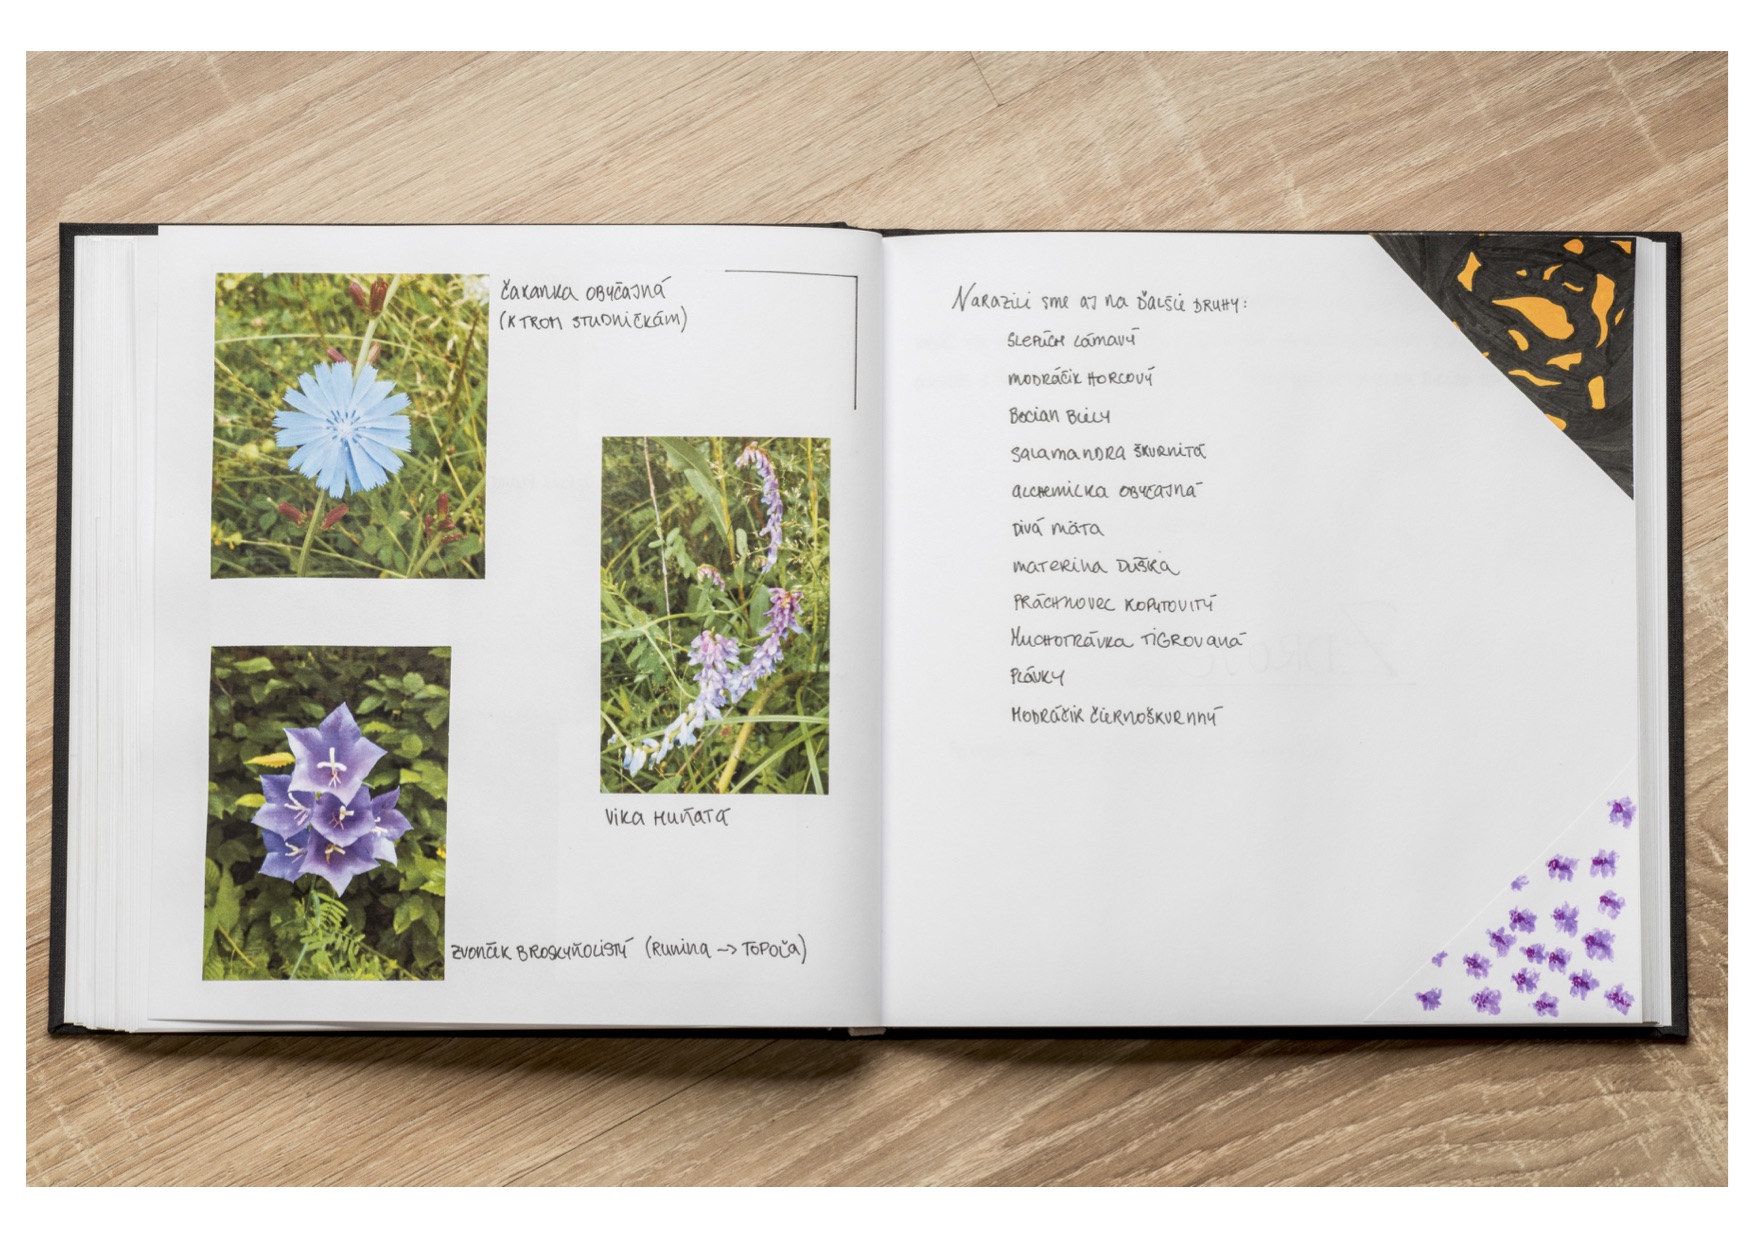 čakanka obyčajná
(k trom studničkám)
Vika huňatá
zvonček broskyňolistý (Runina -> Topoľa)
Narazili sme aj na ďalšie druhy:
slepúch lámavý
modráčik horcový
Bocian Biely
salamandra škvrnitá
alchemilka obyčajná
Divá mäta
materina Dúška
Práchnovec kopytovitý
Muchotrávka tigrovaná
Plávky
Modráčik čiernoškvrnný